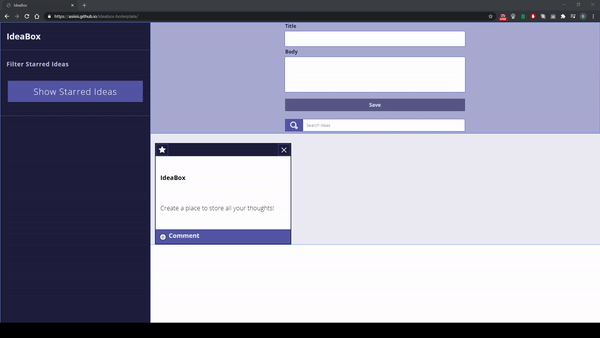 IdeaBox
https://asimi.github.io/ideabox-boilerplate/
IdeaBox
Filter Starred Ideas
Show Starred Ideas
Title
Body
Save
Search ideas
IdeaBox
Create a place to store all your thoughts!
Comment